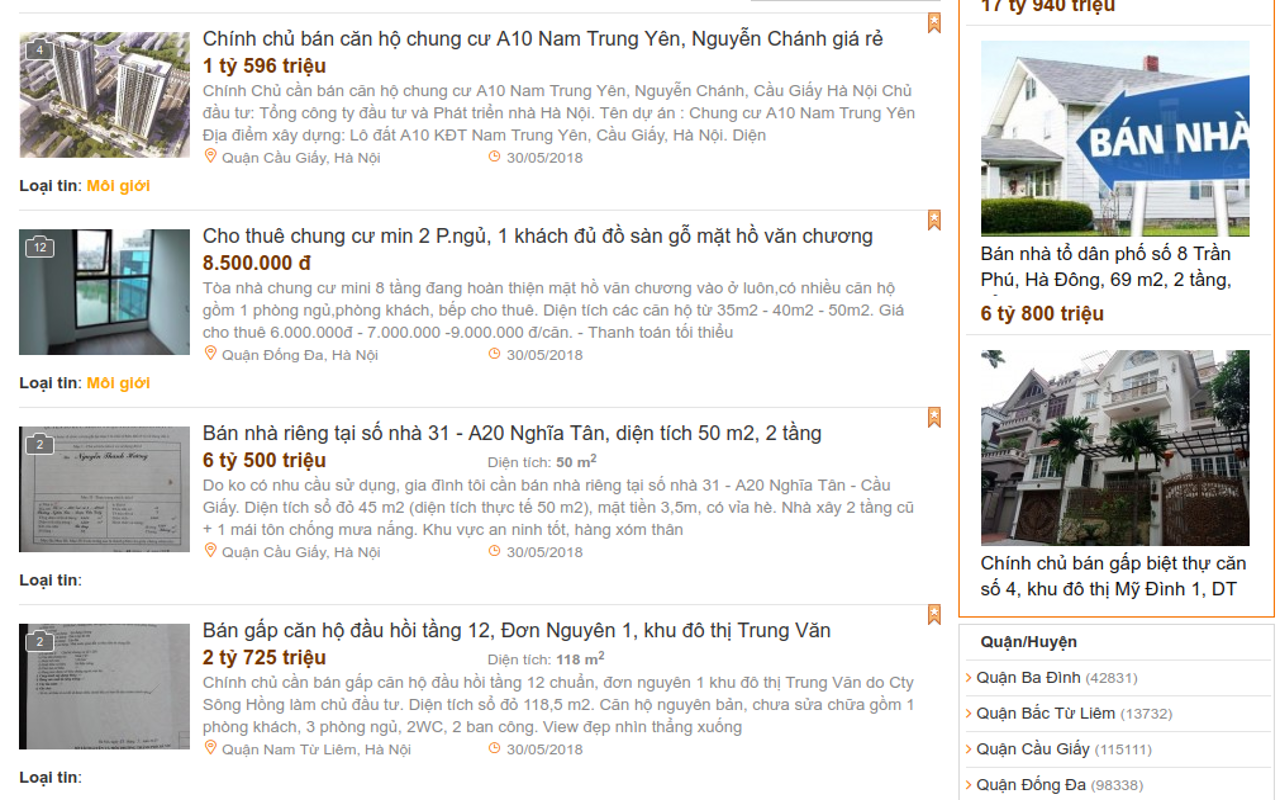 4
Chính chủ bán căn hộ chung cư A10 Nam Trung Yên, Nguyễn Chánh giá rẻ
1 tỷ 596 triệu
Chính Chủ cần bán căn hộ chung cư A10 Nam Trung Yên, Nguyễn Chánh, Cầu Giấy Hà Nội Chủ
đầu tư: Tổng công ty đầu tư và Phát triển nhà Hà Nội. Tên dự án : Chung cư A10 Nam Trung Yên
Địa điểm xây dựng: Lô đất A10 KĐT Nam Trung Yên, Cầu Giấy, Hà Nội. Diện
Quận Cầu Giấy, Hà Nội 30/05/2018
Loại tin: Môi giới
12
Cho thuê chung cư min 2 P.ngủ, 1 khách đủ đồ sàn gỗ mặt hồ văn chương
8.500.000 đ
Tòa nhà chung cư mini 8 tầng đang hoàn thiện mặt hồ văn chương vào ở luôn,có nhiều căn hộ
gồm 1 phòng ngủ,phòng khách, bếp cho thuê. Diện tích các căn hộ từ 35m2 - 40m2 - 50m2. Giá
cho thuê 6.000.000đ - 7.000.000 -9.000.000 đ/căn. - Thanh toán tối thiểu
Quận Đống Đa, Hà Nội 30/05/2018
Loại tin: Môi giới
2
Bán nhà riêng tại số nhà 31 - A20 Nghĩa Tân, diện tích 50 m2, 2 tầng
6 tỷ 500 triệu Diện tích: 50 m²
Do ko có nhu cầu sử dụng, gia đình tôi cần bán nhà riêng tại số nhà 31 - A20 Nghĩa Tân - Cầu
Giấy. Diện tích sổ đỏ 45 m2 (diện tích thực tế 50 m2), mặt tiền 3,5m, có vỉa hè. Nhà xây 2 tầng cũ
+ 1 mái tôn chống mưa nắng. Khu vực an ninh tốt, hàng xóm thân
Quận Cầu Giấy, Hà Nội 30/05/2018
Loại tin:
2
Bán gấp căn hộ đầu hồi tầng 12, Đơn Nguyên 1, khu đô thị Trung Văn
2 tỷ 725 triệu Diện tích: 118 m²
Chính chủ cần bán gấp căn hộ đầu hồi tầng 12 chuẩn, đơn nguyên 1 khu đô thị Trung Văn do Cty
Sông Hồng làm chủ đầu tư. Diện tích sổ đỏ 118,5 m2. Căn hộ nguyên bản, chưa sửa chữa gồm 1
phòng khách, 3 phòng ngủ, 2WC, 2 ban công. View đẹp nhìn thẳng xuống
Quận Nam Từ Liêm, Hà Nội 30/05/2018
Loại tin:
17 tỷ 940 triệu
BÁN NHÀ
Bán nhà tổ dân phố số 8 Trần
Phú, Hà Đông, 69 m2, 2 tầng,
6 tỷ 800 triệu
Chính chủ bán gấp biệt thự căn
số 4, khu đô thị Mỹ Đình 1, DT
Quận/Huyện
Quận Ba Đình (42831)
Quận Bắc Từ Liêm (13732)
Quận Cầu Giấy (115111)
Quận Đống Đa (98338)